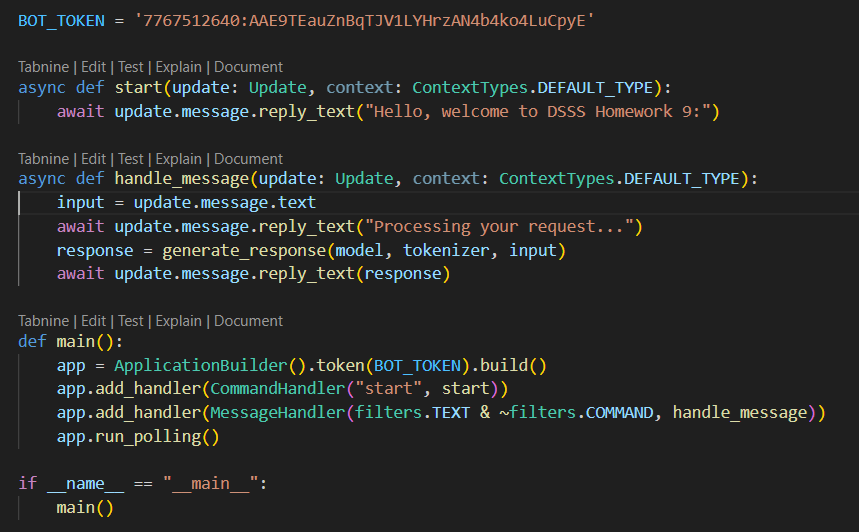 BOT_TOKEN = '7767512640:AAE9TEauZnBqTJV1LYHrzAN4b4ko4LuCpyE'
Tabnine | Edit | Test | Explain | Document
async def start(update: Update, context: ContextTypes.DEFAULT_TYPE):
    await update.message.reply_text("Hello, welcome to DSSS Homework 9:")
Tabnine | Edit | Test | Explain | Document
async def handle_message(update: Update, context: ContextTypes.DEFAULT_TYPE):
    input = update.message.text
    await update.message.reply_text("Processing your request...")
    response = generate_response(model, tokenizer, input)
    await update.message.reply_text(response)
Tabnine | Edit | Test | Explain | Document
def main():
    app = ApplicationBuilder().token(BOT_TOKEN).build()
    app.add_handler(CommandHandler("start", start))
    app.add_handler(MessageHandler(filters.TEXT & ~filters.COMMAND, handle_message))
    app.run_polling()
if __name__ == "__main__":
    main()